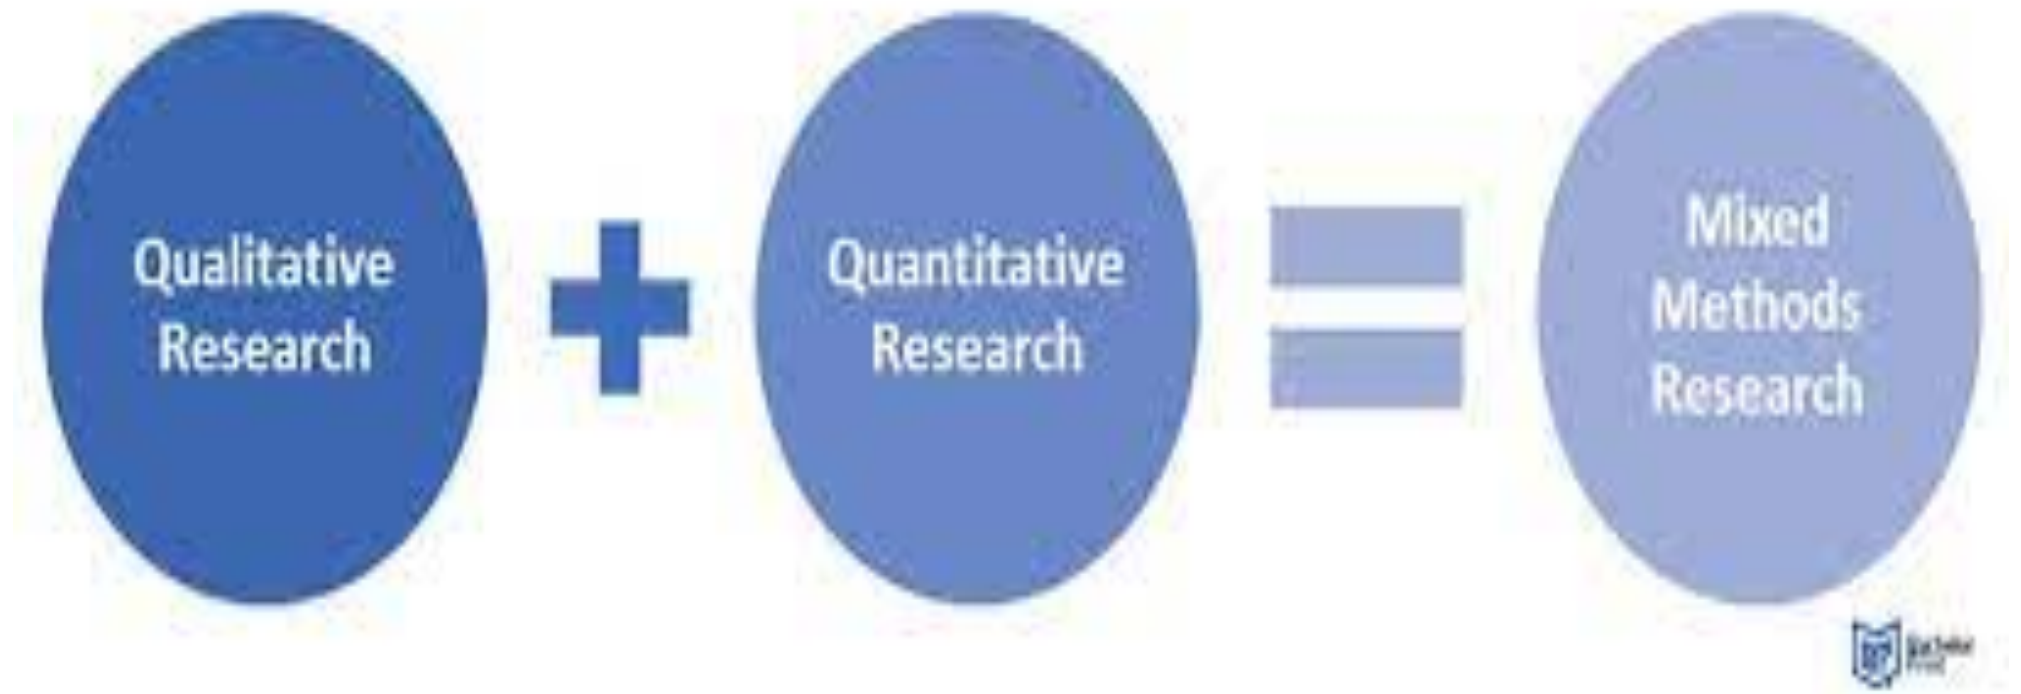 Qualitative
Research
Quantitative
Research
Mixed
Methods
Research